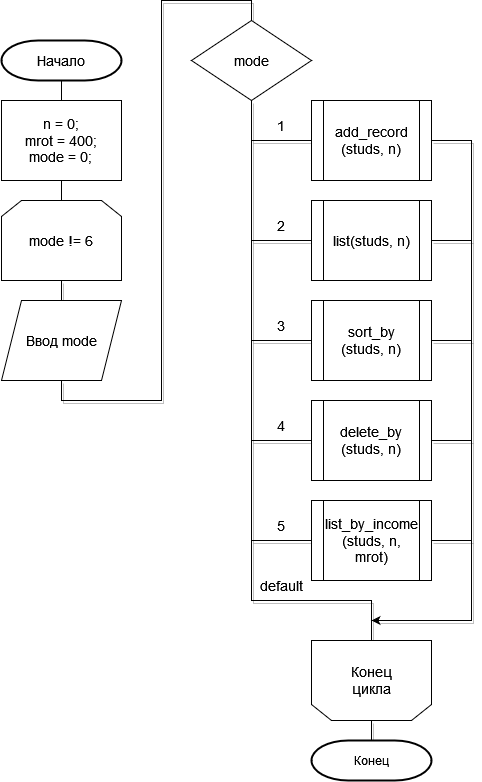 Начало
n = 0;
mrot = 400;
mode = 0;
mode != 6
Ввод mode
mode
1
add_record
(studs, n)
2
list(studs, n)
3
sort_by
(studs, n)
4
delete_by
(studs, n)
5
list_by_income
(studs, n,
mrot)
default
Конец
цикла
Конец